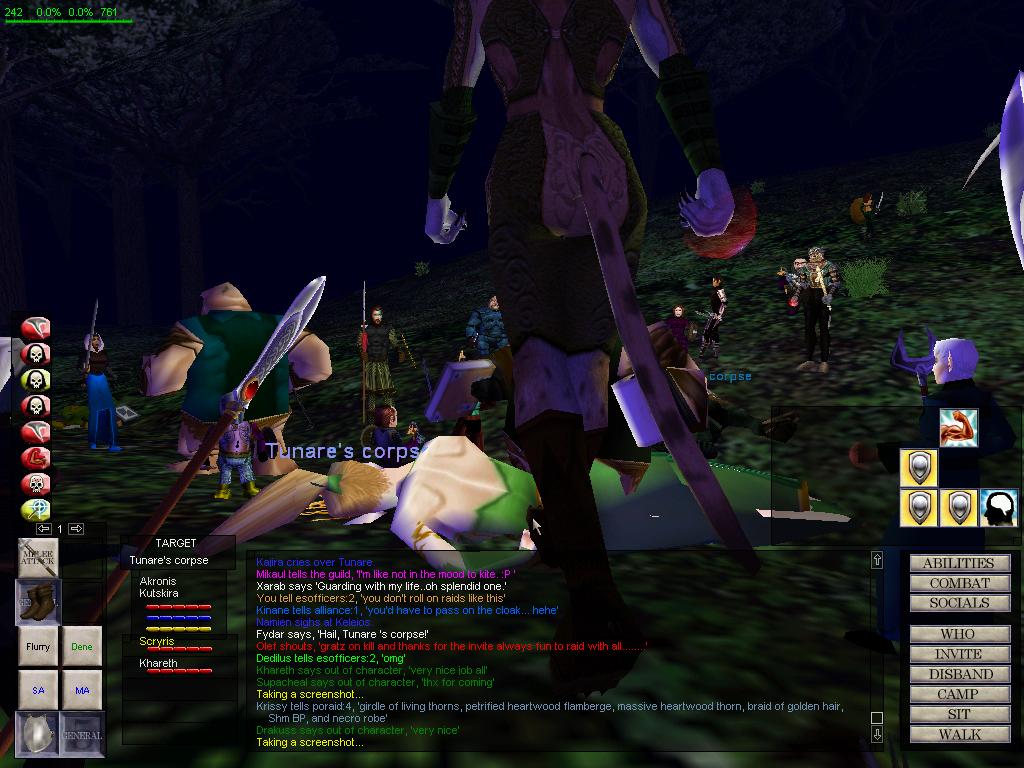 242 0.0% 0.0% 761
corpse
Tunare's corps
1
MELEE ATTACK
Flurry
Dene
SA
MA
GENERAL
TARGET
Tunare's corpse
Akronis
Kutskira
Scryris
Khareth
Kajira cries over Tunare.
Mikaul tells the guild, 'I'm like not in the mood to kite. :P '
Xarab says 'Guarding with my life..oh splendid one.'
You tell esofficers:2, 'you don't roll on raids like this'
Kinane tells alliance:1, 'you'd have to pass on the cloak... hehe'
Namien sighs at Keleios.
Fydar says, 'Hail, Tunare 's corpse!'
Olef shouts, 'gratz on kill and thanks for the invite always fun to raid with all........'
Dedilus tells esofficers:2, 'omg'
Khareth says out of character, 'very nice job all'
Supacheal says out of character, 'thx for coming'
Taking a screenshot...
Krissy tells poraid:4, 'girdle of living thorns, petrified heartwood flamberge, massive heartwood thorn, braid of golden hair,
Shm BP, and necro robe'
Drakuss says out of character, 'very nice'
Taking a screenshot...
ABILITIES
COMBAT
SOCIALS
WHO
INVITE
DISBAND
CAMP
SIT
WALK